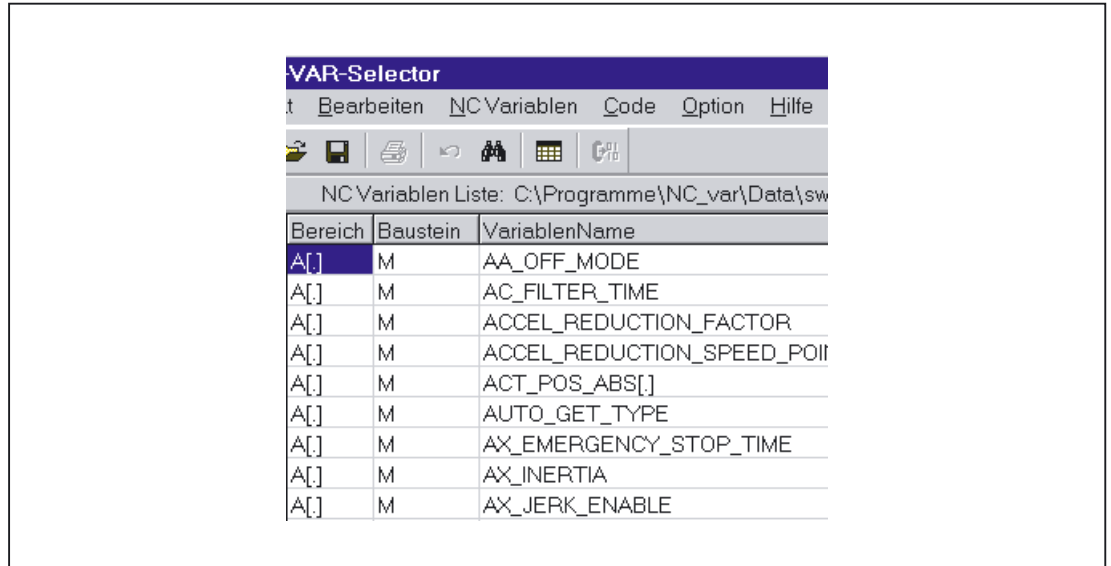 -VAR-Selector
t Bearbeiten NC Variablen Code Option Hilfe
NC Variablen Liste: C:\Programme\NC_var\Data\sw
Bereich Baustein VariablenName
A[.] M AA_OFF_MODE
A[.] M AC_FILTER_TIME
A[.] M ACCEL_REDUCTION_FACTOR
A[.] M ACCEL_REDUCTION_SPEED_POI
A[.] M ACT_POS_ABS[.]
A[.] M AUTO_GET_TYPE
A[.] M AX_EMERGENCY_STOP_TIME
A[.] M AX_INERTIA
A[.] M AX_JERK_ENABLE